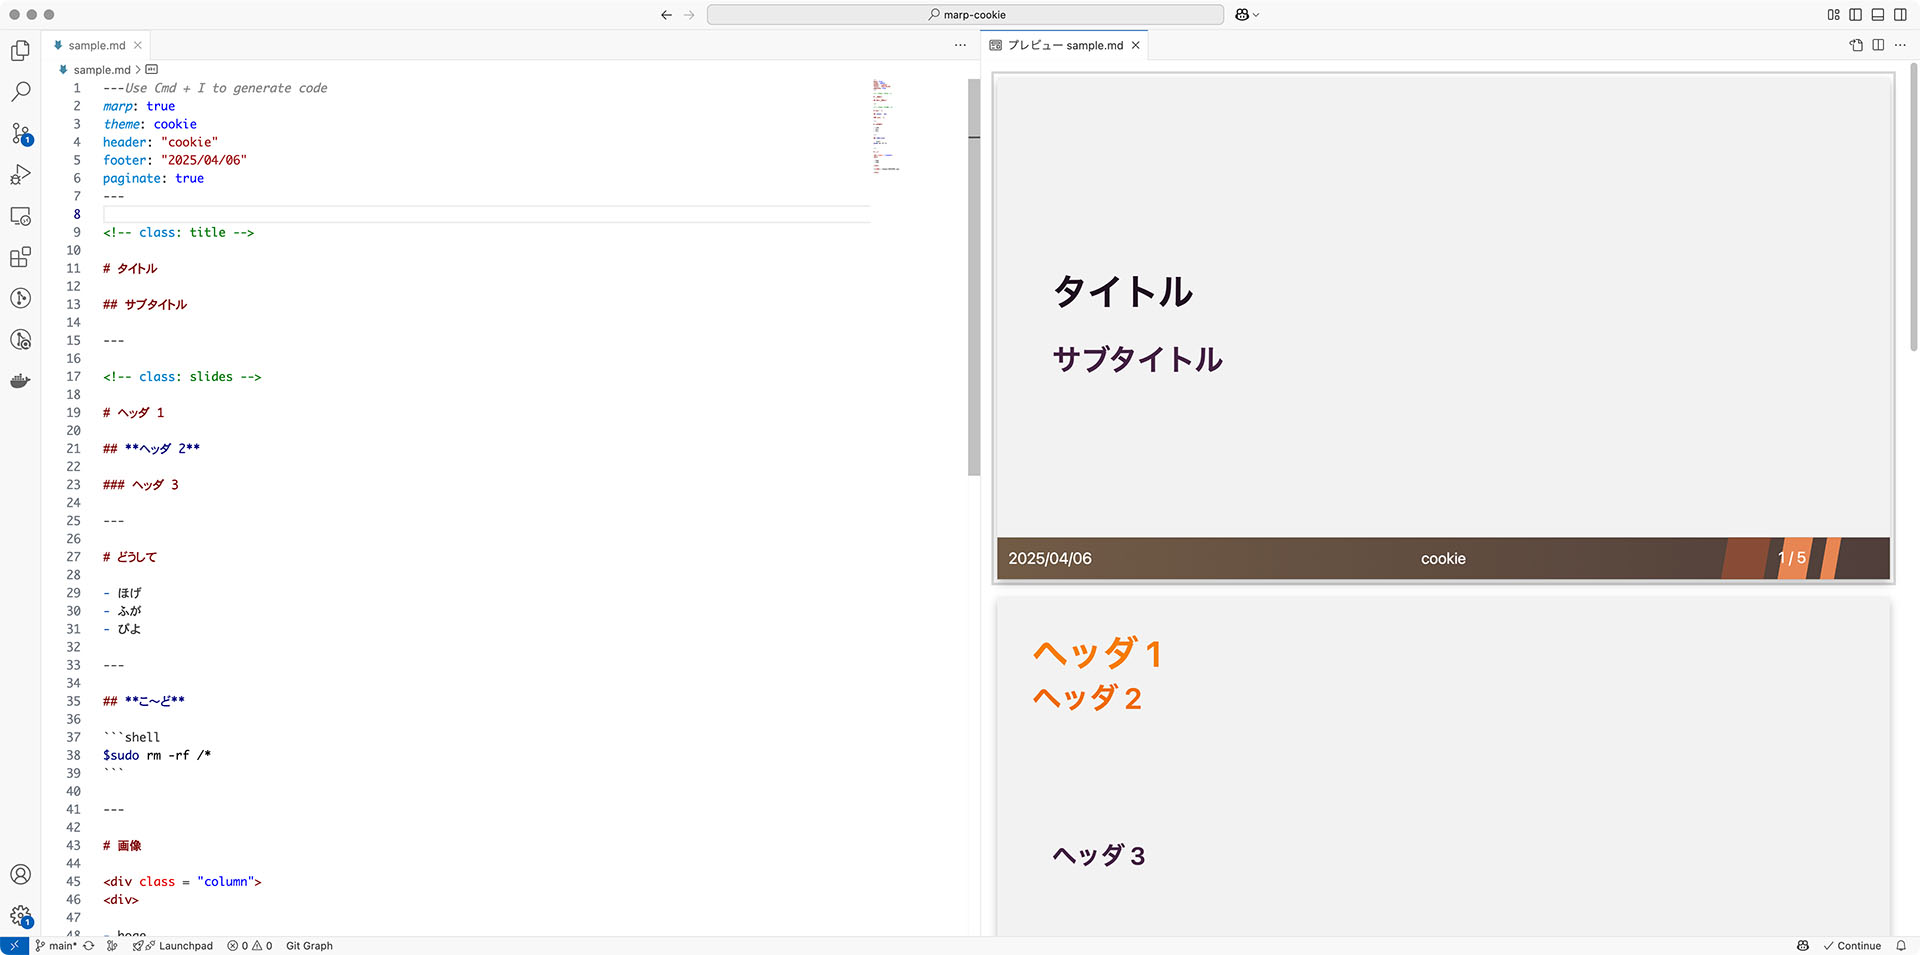 marp-cookie
sample.md
プレビュー sample.md
sample.md
1 ---Use Cmd + I to generate code
2 marp: true
3 theme: cookie
4 header: "cookie"
5 footer: "2025/04/06"
6 paginate: true
7 ---
8
9 <!-- class: title -->
10
11 # タイトル
12
13 ## サブタイトル
14
15 ---
16
17 <!-- class: slides -->
18
19 # ヘッダ 1
20
21 ## **ヘッダ 2**
22
23 ### ヘッダ 3
24
25 ---
26
27 # どうして
28
29 - ほげ
30 - ふが
31 - ぴよ
32
33 ---
34
35 ## **こ〜ど**
36
37 ```shell
38 $sudo rm -rf /*
39 ```
40
41 ---
42
43 # 画像
44
45 <div class = "column">
46 <div>
47
48 - hoge
タイトル
サブタイトル
2025/04/06
cookie
1 / 5
ヘッダ 1
ヘッダ 2
ヘッダ 3
1
1
main*
Launchpad
0
0
Git Graph
Continue